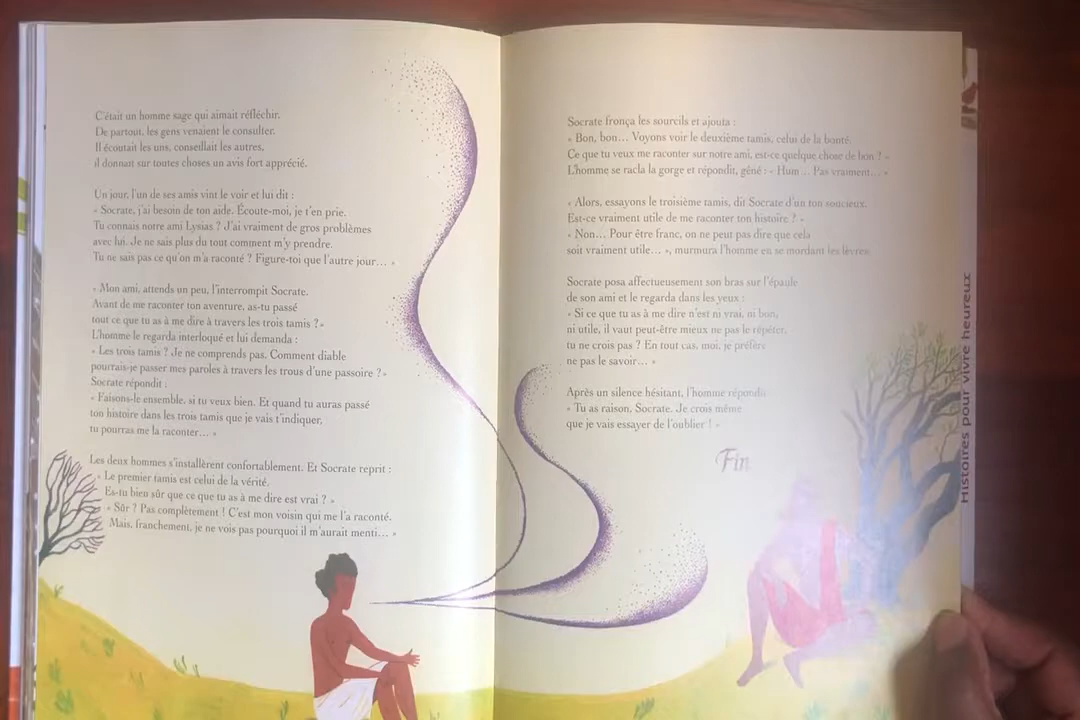 C'était un homme sage qui aimait réfléchir.
De partout, les gens venaient le consulter.
Il écoutait les uns, conseillait les autres,
il donnait sur toutes choses un avis fort apprécié.
Un jour, l'un de ses amis vint le voir et lui dit :
« Socrate, j'ai besoin de ton aide. Écoute-moi, je t'en prie.
Tu connais notre ami Lysias ? J'ai vraiment de gros problèmes
avec lui. Je ne sais plus du tout comment m'y prendre.
Tu ne sais pas ce qu'on m'a raconté ? Figure-toi que l'autre jour... »
« Mon ami, attends un peu, l'interrompit Socrate.
Avant de me raconter ton aventure, as-tu passé
tout ce que tu as à me dire à travers les trois tamis ? »
L'homme le regarda interloqué et lui demanda :
« Les trois tamis ? Je ne comprends pas. Comment diable
pourrais-je passer mes paroles à travers les trous d'une passoire ? »
Socrate répondit :
« Faisons-le ensemble, si tu veux bien. Et quand tu auras passé
ton histoire dans les trois tamis que je vais t'indiquer,
tu pourras me la raconter... »
Les deux hommes s'installèrent confortablement. Et Socrate reprit :
« Le premier tamis est celui de la vérité.
Es-tu bien sûr que ce que tu as à me dire est vrai ? »
« Sûr ? Pas complètement ! C'est mon voisin qui me l'a raconté.
Mais, franchement, je ne vois pas pourquoi il m'aurait menti... »
Socrate fronça les sourcils et ajouta :
« Bon, bon... Voyons voir le deuxième tamis, celui de la bonté.
Ce que tu veux me raconter sur notre ami, est-ce quelque chose de bon ? »
L'homme se racla la gorge et répondit, gêné : « Hum... Pas vraiment... »
« Alors, essayons le troisième tamis, dit Socrate d'un ton soucieux.
Est-ce vraiment utile de me raconter ton histoire ? »
« Non... Pour être franc, on ne peut pas dire que cela
soit vraiment utile... », murmura l'homme en se mordant les lèvres.
Socrate posa affectueusement son bras sur l'épaule
de son ami et le regarda dans les yeux :
« Si ce que tu as à me dire n'est ni vrai, ni bon,
ni utile, il vaut peut-être mieux ne pas le répéter,
tu ne crois pas ? En tout cas, moi, je préfère
ne pas le savoir... »
Après un silence hésitant, l'homme répondit :
« Tu as raison, Socrate. Je crois même
que je vais essayer de l'oublier ! »
Fin
Histoires pour vivre heureux